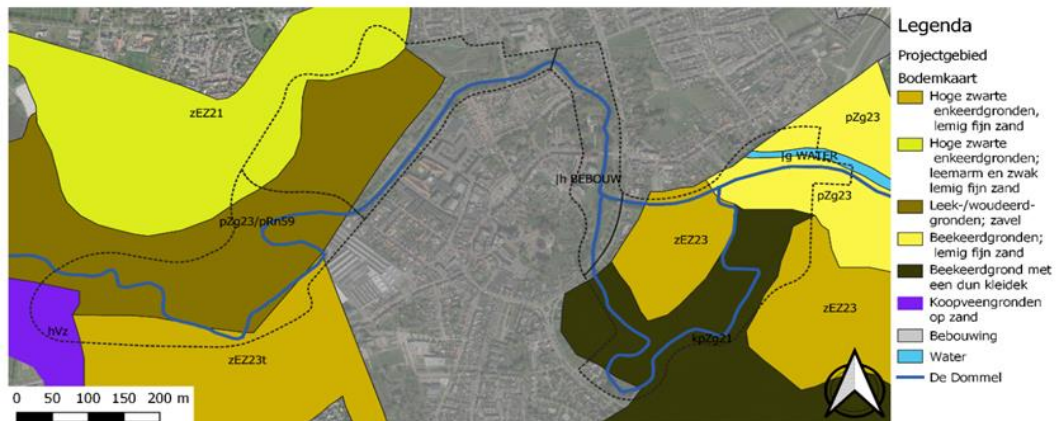 Legenda
Projectgebied
Bodemkaart
Hoge zwarte
enkeerdgronden,
lemig fijn zand
Hoge zwarte
enkeerdgronden;
leemarm en zwak
lemig fijn zand
Leek-/woudeerd-
gronden; zavel
Beekeerdgronden;
lemig fijn zand
Beekeerdgrond met
een dun kleidek
Koopveengronden
op zand
Bebouwing
Water
De Dommel
zEZ21
pZg23
|g WATER
|h BEBOUW
pZg23
pZg23/pRn59
zEZ23
zEZ23
hVz
kpZg21
zEZ23t
0 50 100 150 200 m